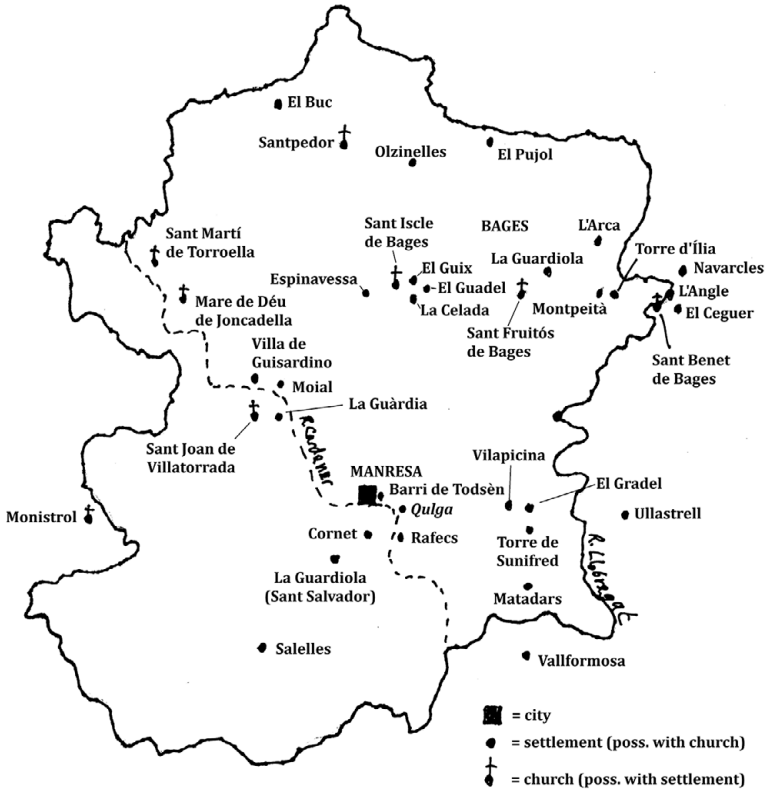 El Buc
Santpedor
Olzinelles
El Pujol
Sant Martí
de Torroella
Sant Iscle
de Bages
BAGES
L'Arca
La Guardiola
Torre d'Ília
Navarcles
El Guix
Espinavessa
El Guadel
L'Angle
Mare de Déu
de Joncadella
La Celada
Montpeità
El Ceguer
Sant Fruitós
de Bages
Sant Benet
de Bages
Villa de
Guisardino
Moial
La Guàrdia
R. Cardener
Sant Joan de
Villatorrada
Vilapicina
MANRESA
Barri de Todsèn
El Gradel
Monistrol
Qulga
Ullastrell
Cornet
Rafecs
Torre de
Sunifred
R. Llobregat
La Guardiola
(Sant Salvador)
Matadars
Salelles
Vallformosa
= city
= settlement (poss. with church)
= church (poss. with settlement)